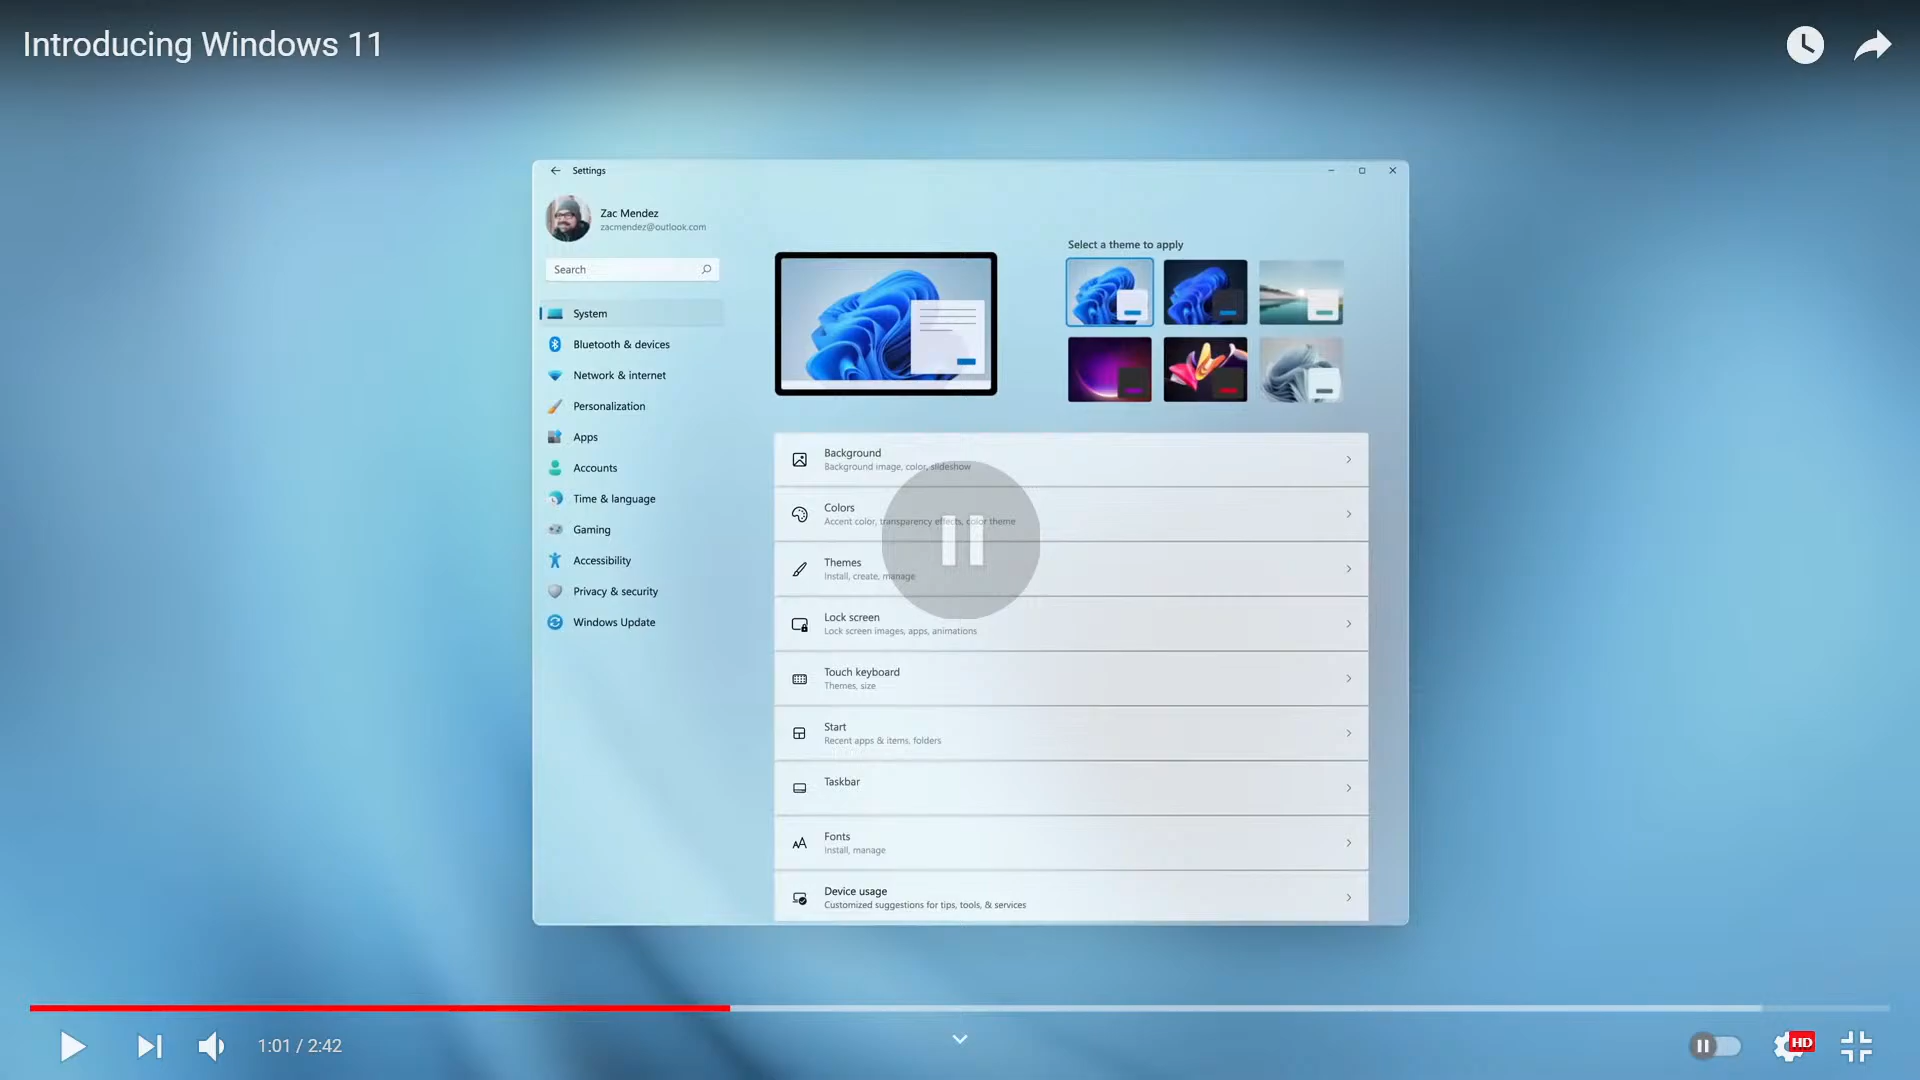 Introducing Windows 11
Settings
Zac Mendez
zacmendez@outlook.com
Search
System
Bluetooth & devices
Network & internet
Personalization
Apps
Accounts
Time & language
Gaming
Accessibility
Privacy & security
Windows Update
Select a theme to apply
Background
Background image, color, slideshow
Colors
Accent color, transparency effects, color theme
Themes
Install, create, manage
Lock screen
Lock screen images, apps, animations
Touch keyboard
Themes, size
Start
Recent apps & items, folders
Taskbar
Fonts
Install, manage
Device usage
Customized suggestions for tips, tools, & services
1:01 / 2:42
HD